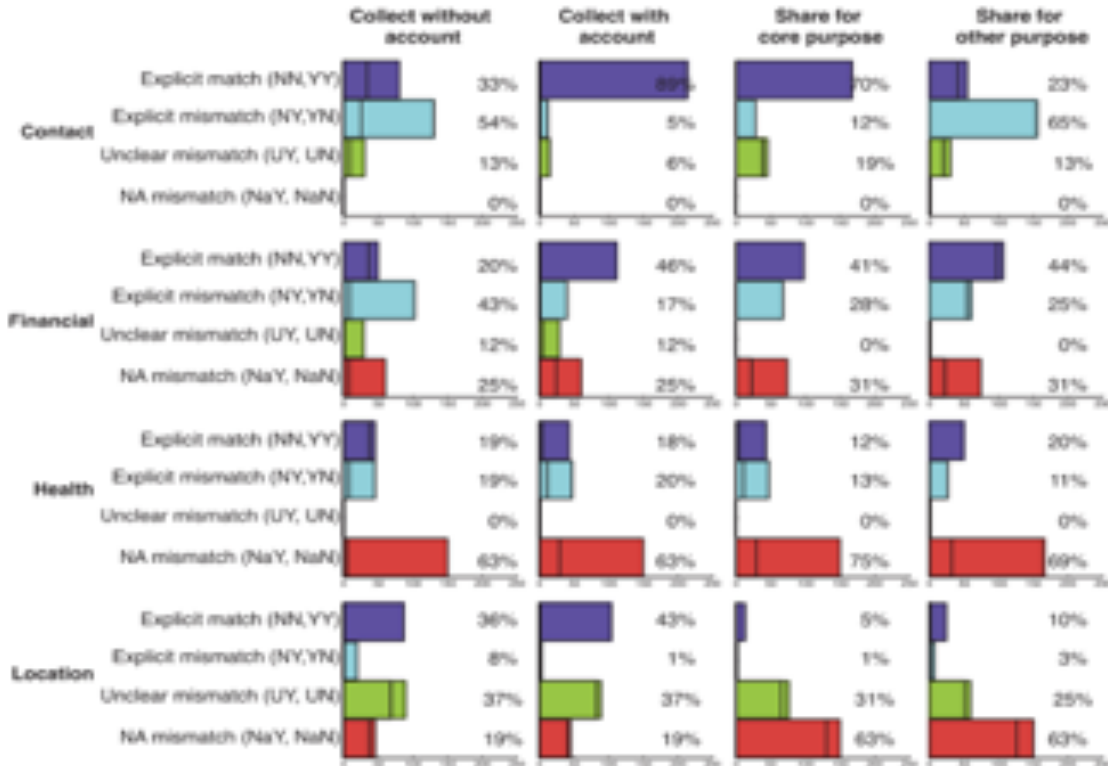 Collect without account Collect with account Share for core purpose Share for other purpose
Explicit match (NN,YY) 33% 89% 70% 23%
Explicit mismatch (NY,YN) 54% 5% 12% 65%
Contact
Unclear mismatch (UY, UN) 13% 6% 19% 13%
NA mismatch (NaY, NaN) 0% 0% 0% 0%
Explicit match (NN,YY) 20% 46% 41% 44%
Explicit mismatch (NY,YN) 43% 17% 28% 25%
Financial
Unclear mismatch (UY, UN) 12% 12% 0% 0%
NA mismatch (NaY, NaN) 25% 25% 31% 31%
Explicit match (NN,YY) 19% 18% 12% 20%
Explicit mismatch (NY,YN) 19% 20% 13% 11%
Health
Unclear mismatch (UY, UN) 0% 0% 0% 0%
NA mismatch (NaY, NaN) 63% 63% 75% 69%
Explicit match (NN,YY) 36% 43% 5% 10%
Explicit mismatch (NY,YN) 8% 1% 1% 3%
Location
Unclear mismatch (UY, UN) 37% 37% 31% 25%
NA mismatch (NaY, NaN) 19% 19% 63% 63%